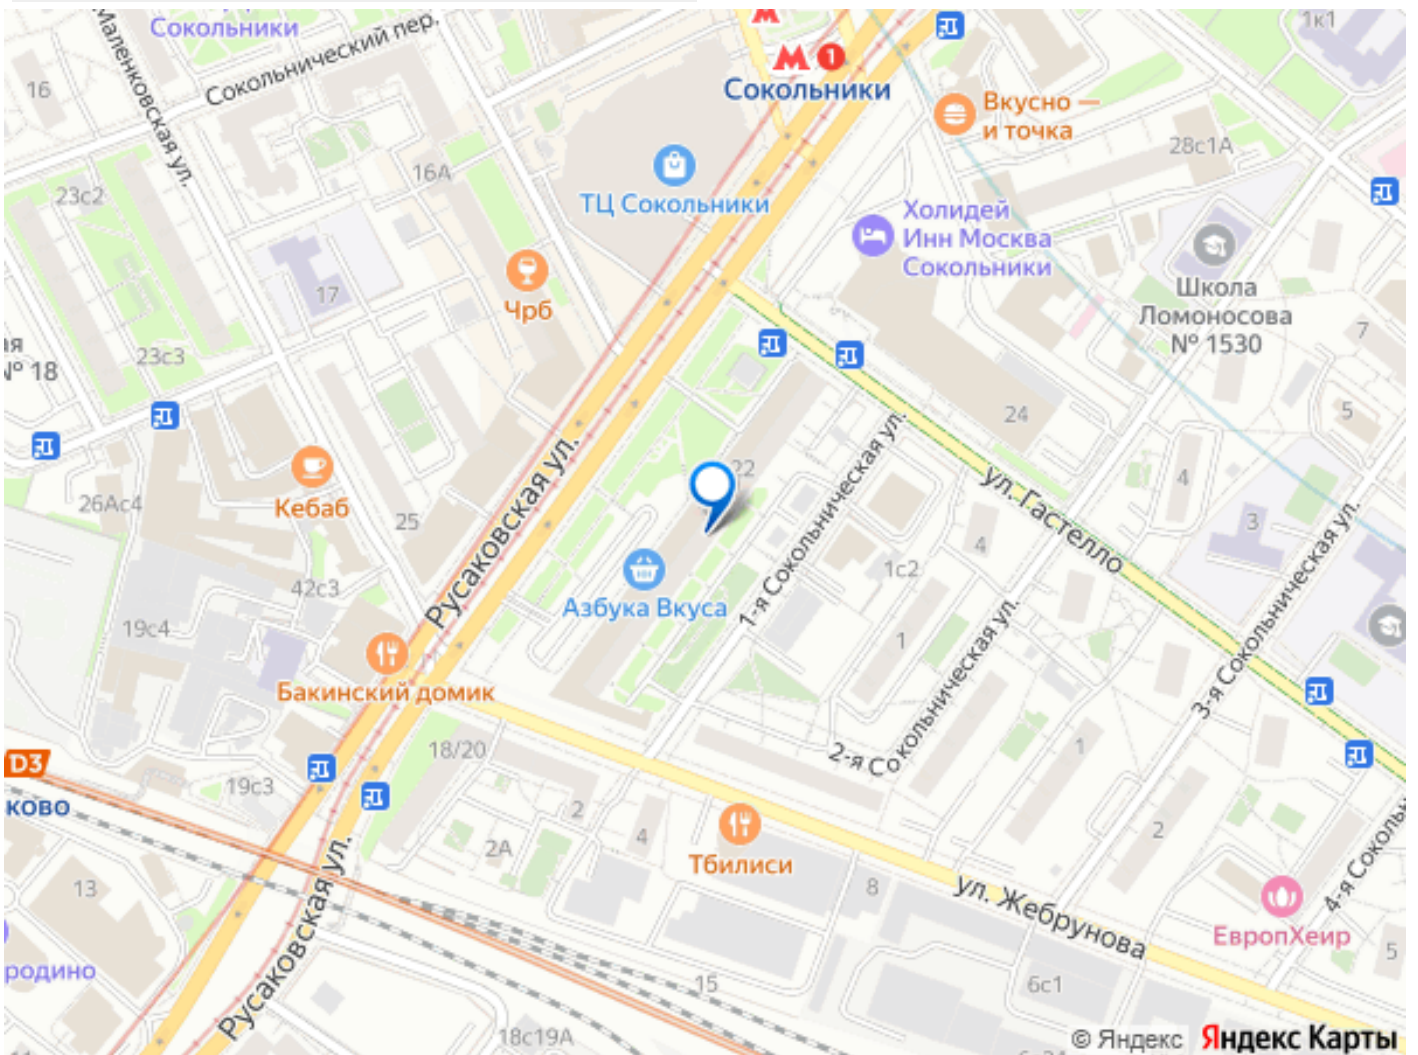 Сокольники
Сокольнический пер.
Маленковская ул.
1к1
16
М 1
Сокольники
Вкусно —
и точка
28с1А
16А
23с2
ТЦ Сокольники
Холидей
Инн Москва
Сокольники
Школа
Ломоносова
№ 1530
17
Чрб
7
23с3
№ 18
24
5
22
Русаковская ул.
1-я Сокольническая ул.
ул. Гастелло
4
26Ас4
Кебаб
25
3
4
1с2
42с3
Азбука Вкуса
19с4
1
2-я Сокольническая ул.
3-я Сокольническая ул.
Бакинский домик
18/20
1
D3
19с3
ково
2
4
2А
Тбилиси
2
4-я Соколь
13
8
ул. Жебрунова
ЕвропХеир
5
родино
Русаковская ул.
15
6с1
18с19А
© Яндекс Яндекс Карты